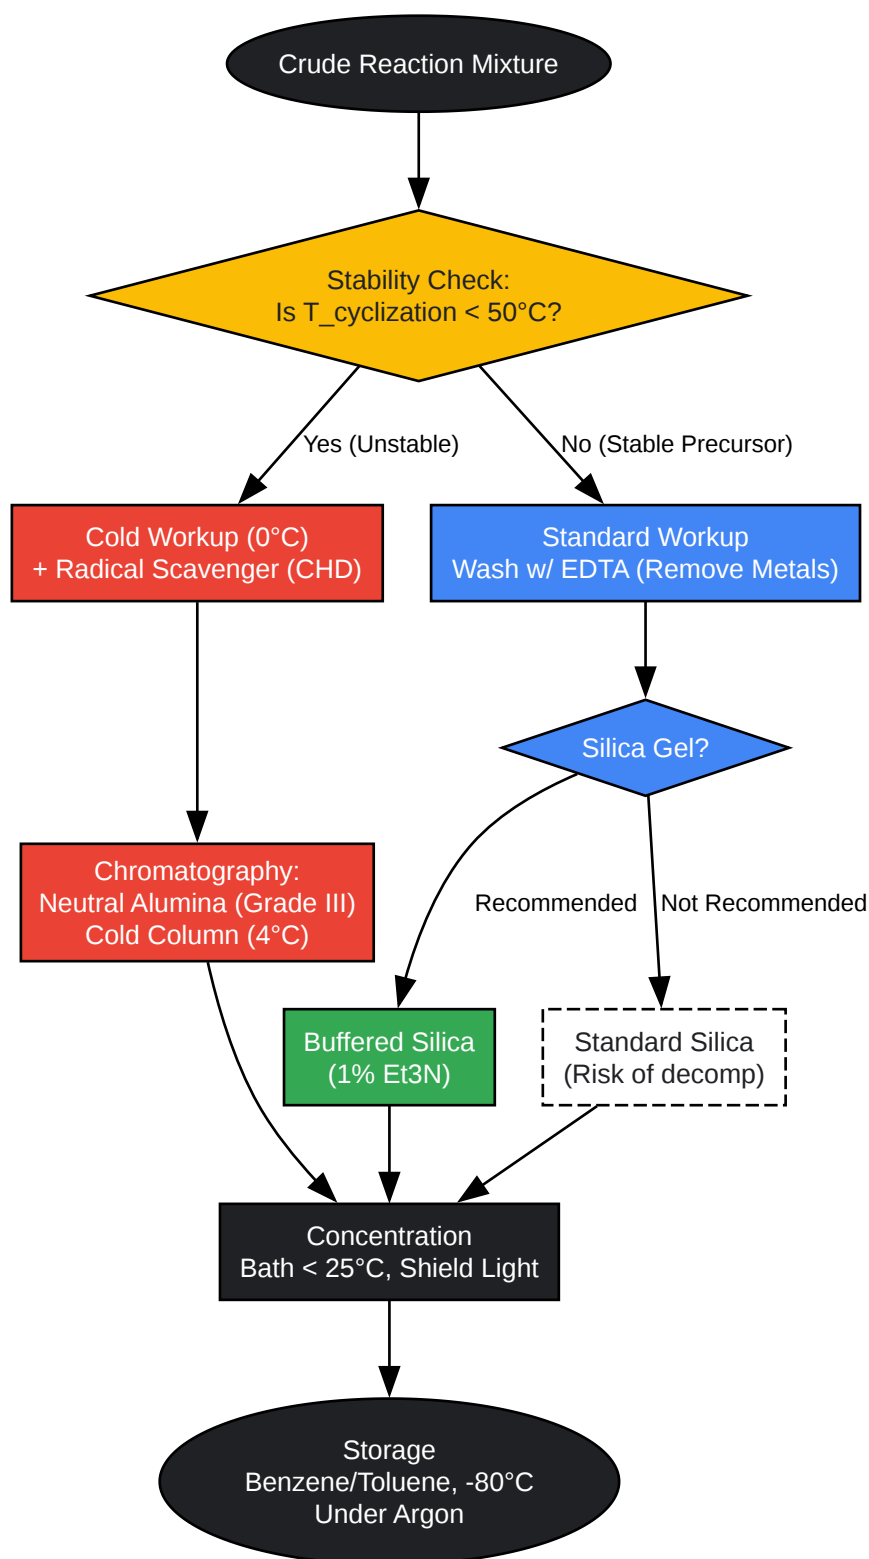 Crude Reaction Mixture
Stability Check:
Is T_cyclization < 50°C?
Yes (Unstable)
No (Stable Precursor)
Cold Workup (0°C)
+ Radical Scavenger (CHD)
Standard Workup
Wash w/ EDTA (Remove Metals)
Silica Gel?
Chromatography:
Neutral Alumina (Grade III)
Cold Column (4°C)
Recommended
Not Recommended
Buffered Silica
(1% Et3N)
Standard Silica
(Risk of decomp)
Concentration
Bath < 25°C, Shield Light
Storage
Benzene/Toluene, -80°C
Under Argon